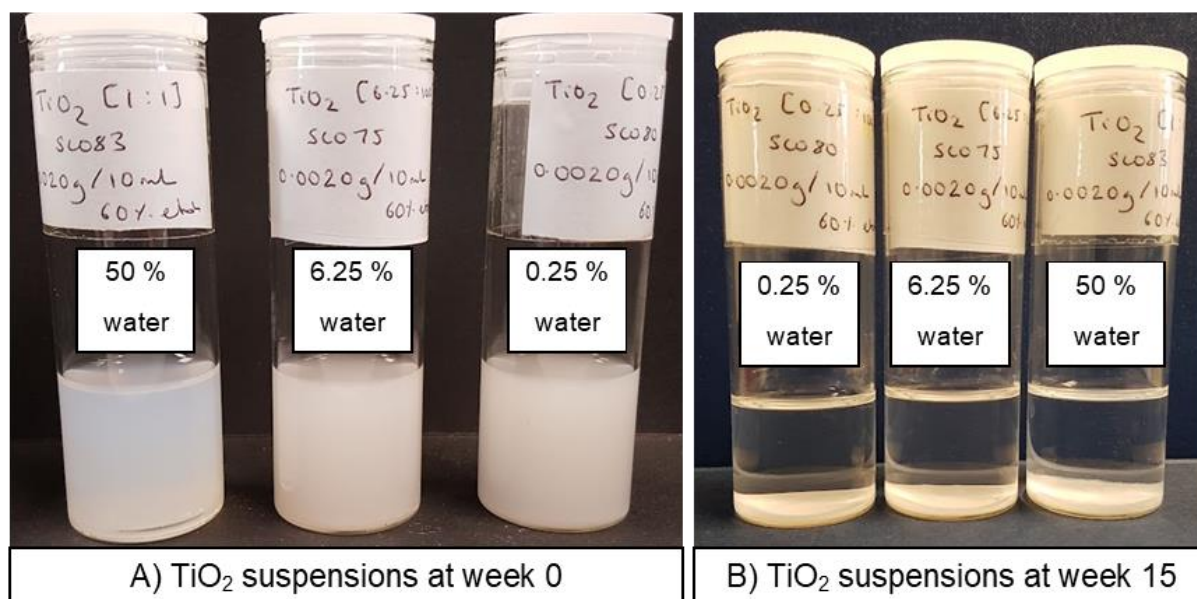 TiO₂ [1:1]
SC083
0020g/10ml
60%
50 %
water
TiO₂ [6.25:
SC075
0.0020g/10ml
60%
6.25 %
water
TiO₂ [0.25
SC080
0.0020g/10
60
0.25 %
water
A) TiO₂ suspensions at week 0
TiO₂ [0.25:
SC080
0.0020g/10ml
60%
0.25 %
water
TiO₂ [6.25:
SC075
0.0020g/10ml
60%
6.25 %
water
TiO₂ [1:
SC083
0.0020g/10ml
60%
50 %
water
B) TiO₂ suspensions at week 15